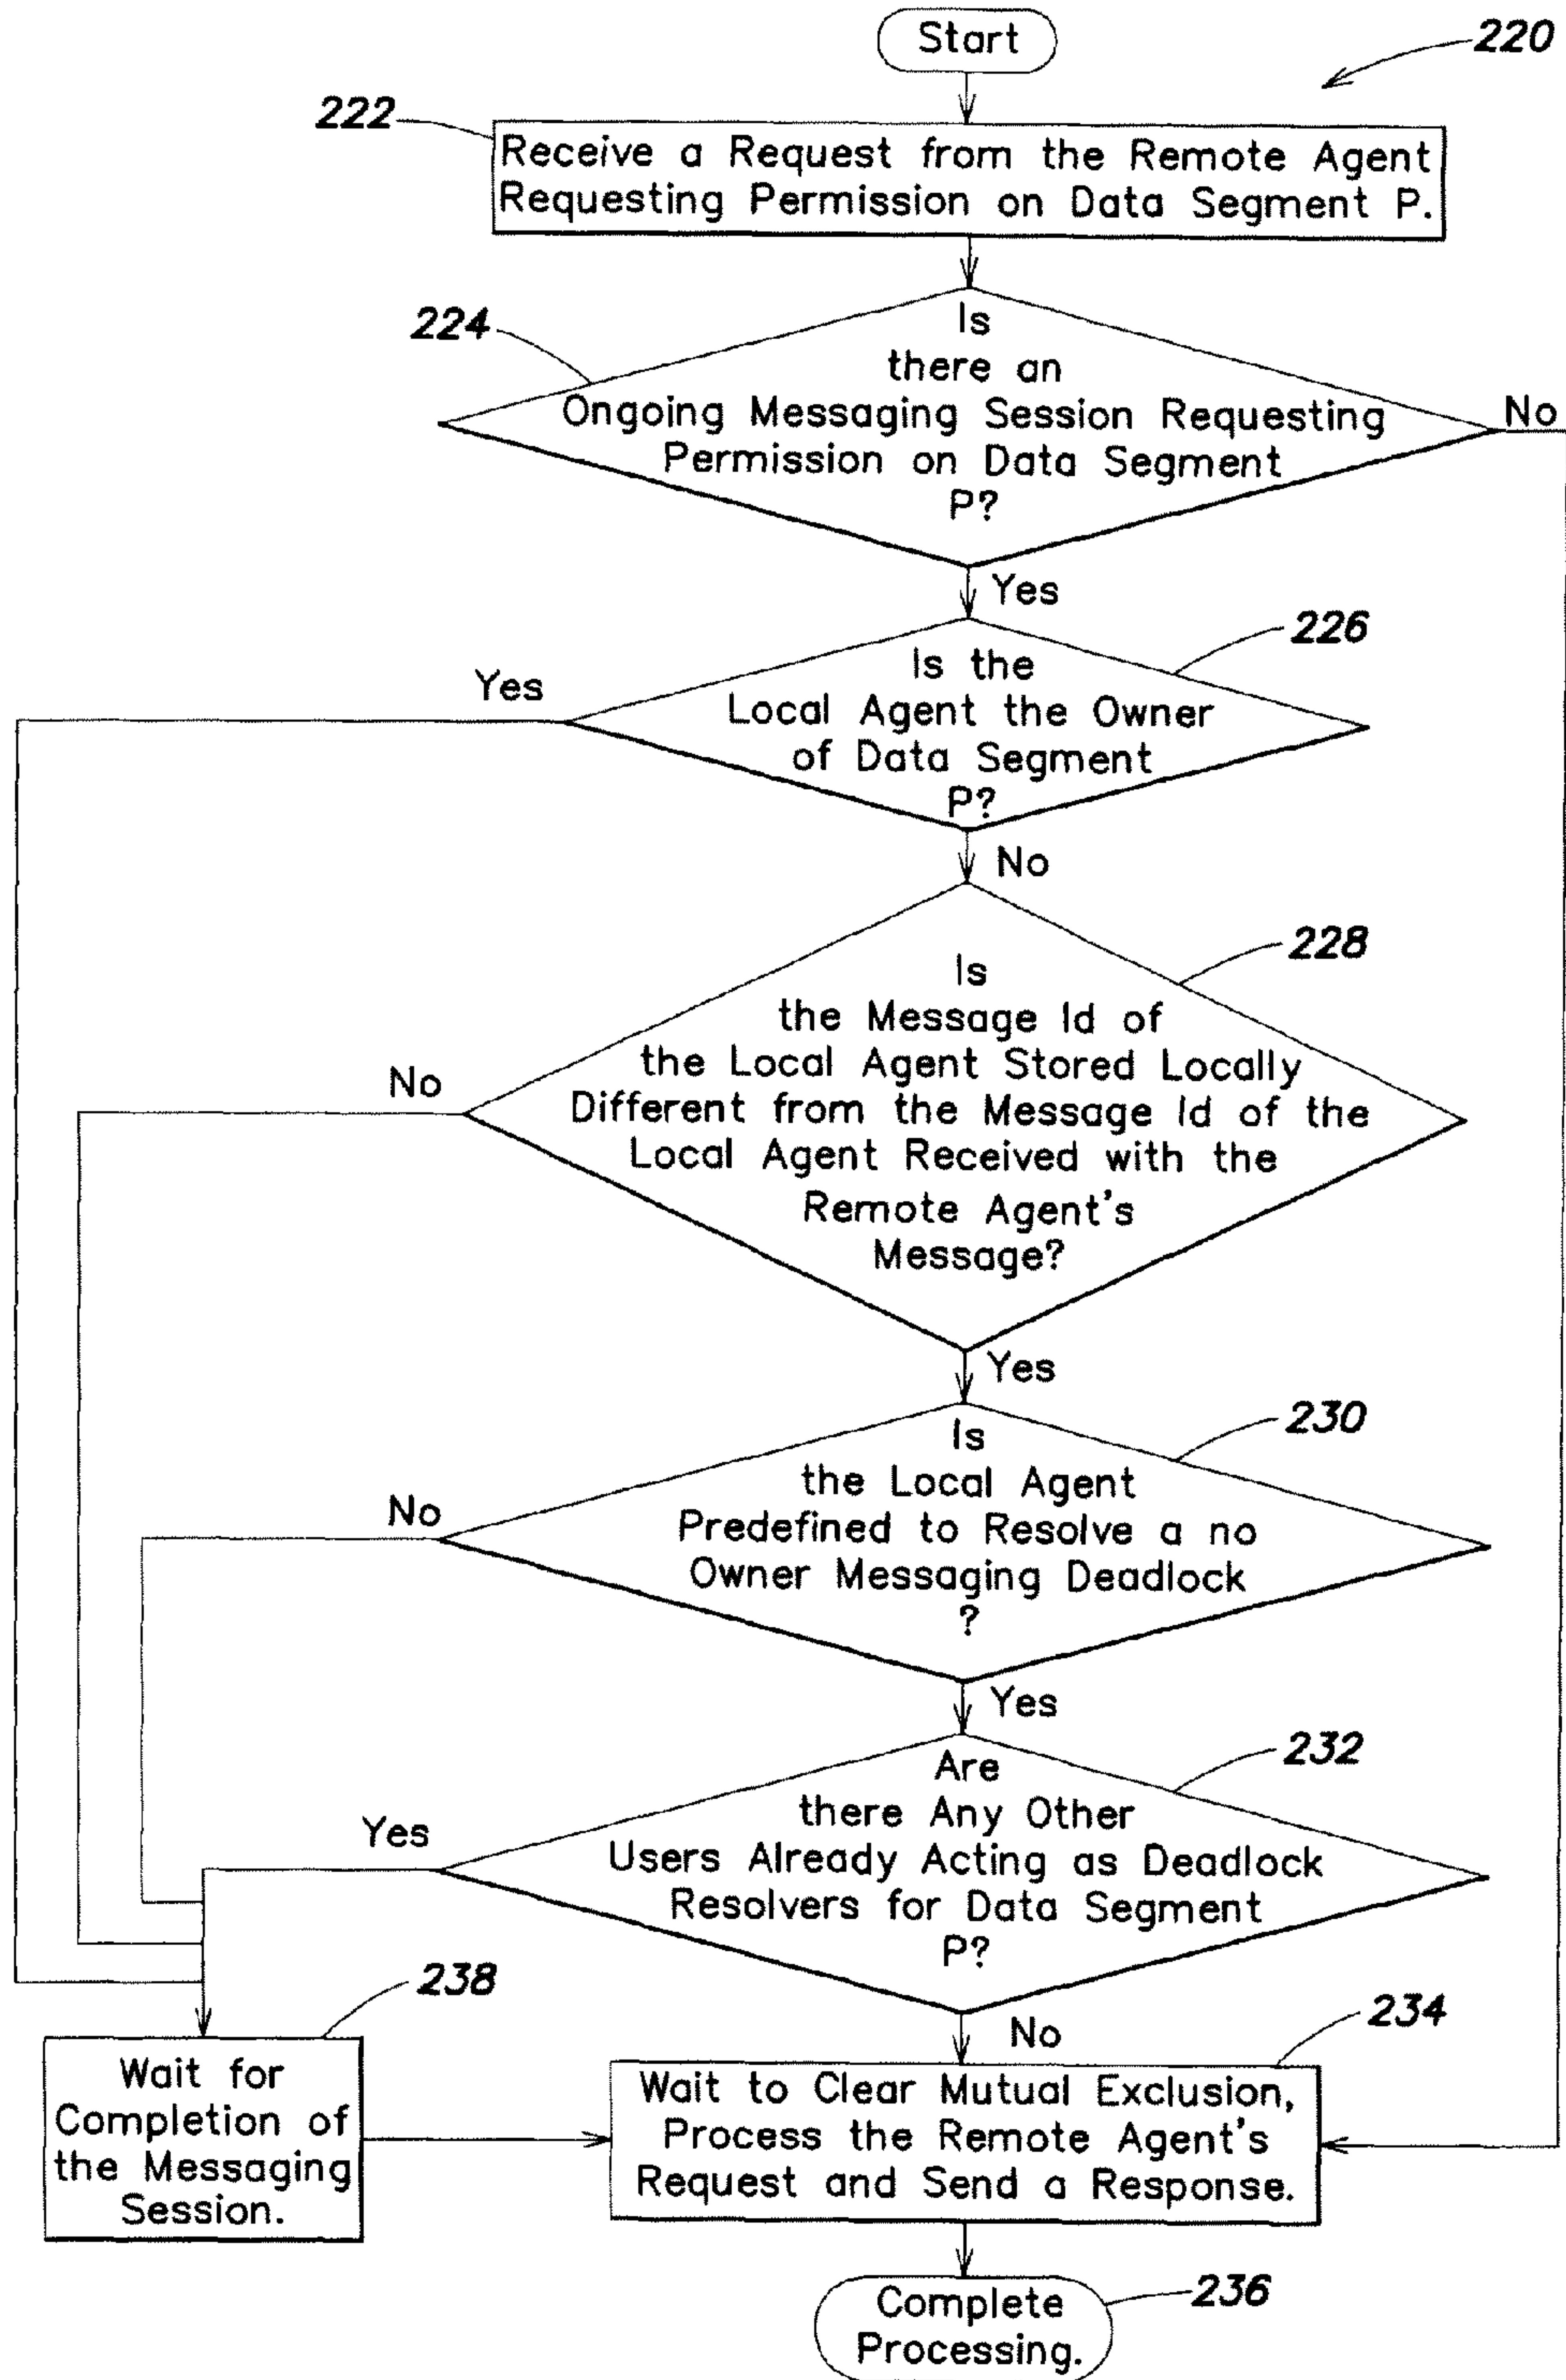 Start
220
222
Receive a Request from the Remote Agent
Requesting Permission on Data Segment P.
224
Is
there an
Ongoing Messaging Session Requesting
Permission on Data Segment
P?
No
Yes
226
Is the
Local Agent the Owner
of Data Segment
P?
Yes
No
228
Is
the Message Id of
the Local Agent Stored Locally
Different from the Message Id of the
Local Agent Received with the
Remote Agent's
Message?
No
Yes
230
Is
the Local Agent
Predefined to Resolve a no
Owner Messaging Deadlock
?
No
Yes
232
Are
there Any Other
Users Already Acting as Deadlock
Resolvers for Data Segment
P?
Yes
No
238
Wait for
Completion of
the Messaging
Session.
234
Wait to Clear Mutual Exclusion,
Process the Remote Agent's
Request and Send a Response.
236
Complete
Processing.